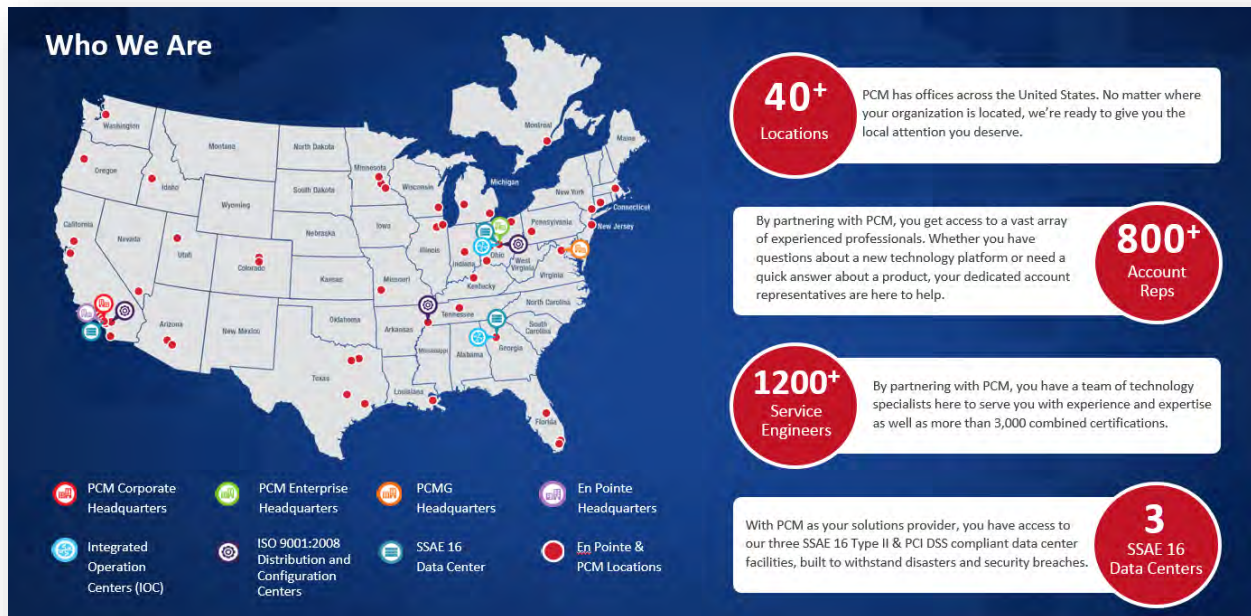 Who We Are
Washington
Oregon
Idaho
Montana
North Dakota
South Dakota
Wyoming
Nebraska
Minnesota
Wisconsin
Michigan
Iowa
Montreal
Maine
New York
Connecticut
New Jersey
Pennsylvania
California
Nevada
Utah
Colorado
Kansas
Missouri
Illinois
Indiana
Ohio
West
Virginia
Virginia
Kentucky
North Carolina
Tennessee
South
Carolina
Arizona
New Mexico
Oklahoma
Arkansas
Mississippi
Alabama
Georgia
Texas
Louisiana
Florida
PCM Corporate
Headquarters
PCM Enterprise
Headquarters
PCMG
Headquarters
En Pointe
Headquarters
Integrated
Operation
Centers (IOC)
ISO 9001:2008
Distribution and
Configuration
Centers
SSAE 16
Data Center
En Pointe &
PCM Locations
40+
Locations
PCM has offices across the United States. No matter where
your organization is located, we’re ready to give you the
local attention you deserve.
By partnering with PCM, you get access to a vast array
of experienced professionals. Whether you have
questions about a new technology platform or need a
quick answer about a product, your dedicated account
representatives are here to help.
800+
Account
Reps
1200+
Service
Engineers
By partnering with PCM, you have a team of technology
specialists here to serve you with experience and expertise
as well as more than 3,000 combined certifications.
With PCM as your solutions provider, you have access to
our three SSAE 16 Type II & PCI DSS compliant data center
facilities, built to withstand disasters and security breaches.
3
SSAE 16
Data Centers